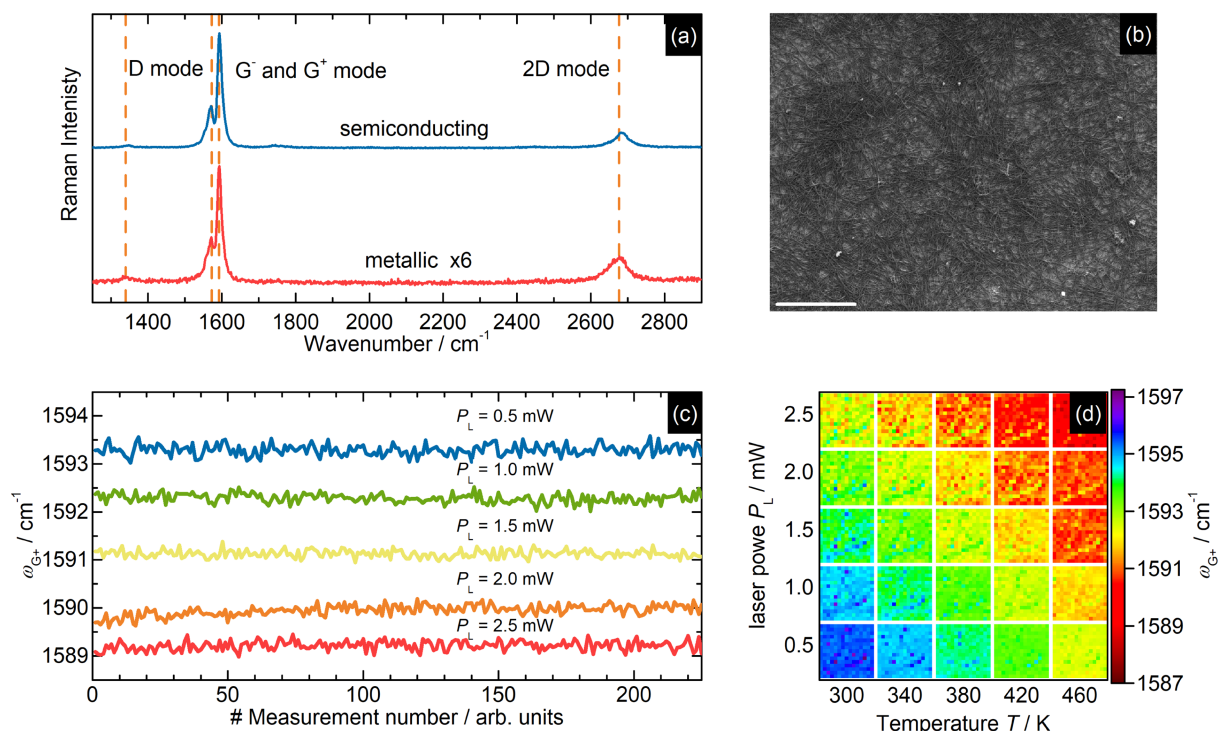 (a)
D mode
G⁻ and G⁺ mode
2D mode
semiconducting
metallic x6
Raman Intenisty
1400 1600 1800 2000 2200 2400 2600 2800
Wavenumber / cm⁻¹
(b)
(c)
1594
1593
1592
1591
1590
1589
ω_G+ / cm⁻¹
P_L = 0.5 mW
P_L = 1.0 mW
P_L = 1.5 mW
P_L = 2.0 mW
P_L = 2.5 mW
0 50 100 150 200
# Measurement number / arb. units
(d)
2.5
2.0
1.5
1.0
0.5
laser powe P_L / mW
300 340 380 420 460
Temperature T / K
1597
1595
1593
1591
1589
1587
ω_G+ / cm⁻¹